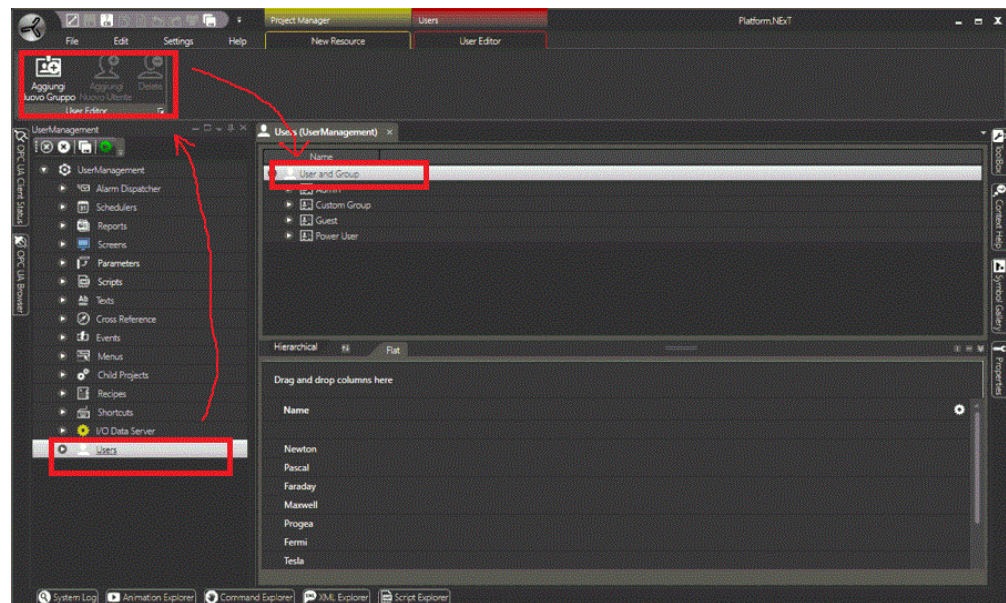 Project Manager
Users
Platform.NExT
File
Edit
Settings
Help
New Resource
User Editor
Aggiungi
Nuovo Gruppo
Aggiungi
Nuovo Utente
Delete
User Editor
UserManagement
Users (UserManagement)
OPC UA Client Status
OPC UA Browser
UserManagement
Alarm Dispatcher
Schedulers
Reports
Screens
Parameters
Scripts
Texts
Cross Reference
Events
Menus
Child Projects
Recipes
Shortcuts
I/O Data Server
Users
Name
User and Group
Admin
Custom Group
Guest
Power User
Hierarchical
Flat
Drag and drop columns here
Name
Newton
Pascal
Faraday
Maxwell
Progea
Fermi
Tesla
ToolBox
Context Help
Symbol Gallery
Properties
System Log
Animation Explorer
Command Explorer
XML Explorer
Script Explorer